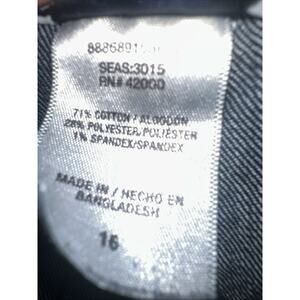 SEAS:3015
RN# 42000
71% COTTON / ALGODON
28% POLYESTER/POLIESTER
1% SPANDEX/SPANDEX
MADE IN / HECHO EN
BANGLADESH
16